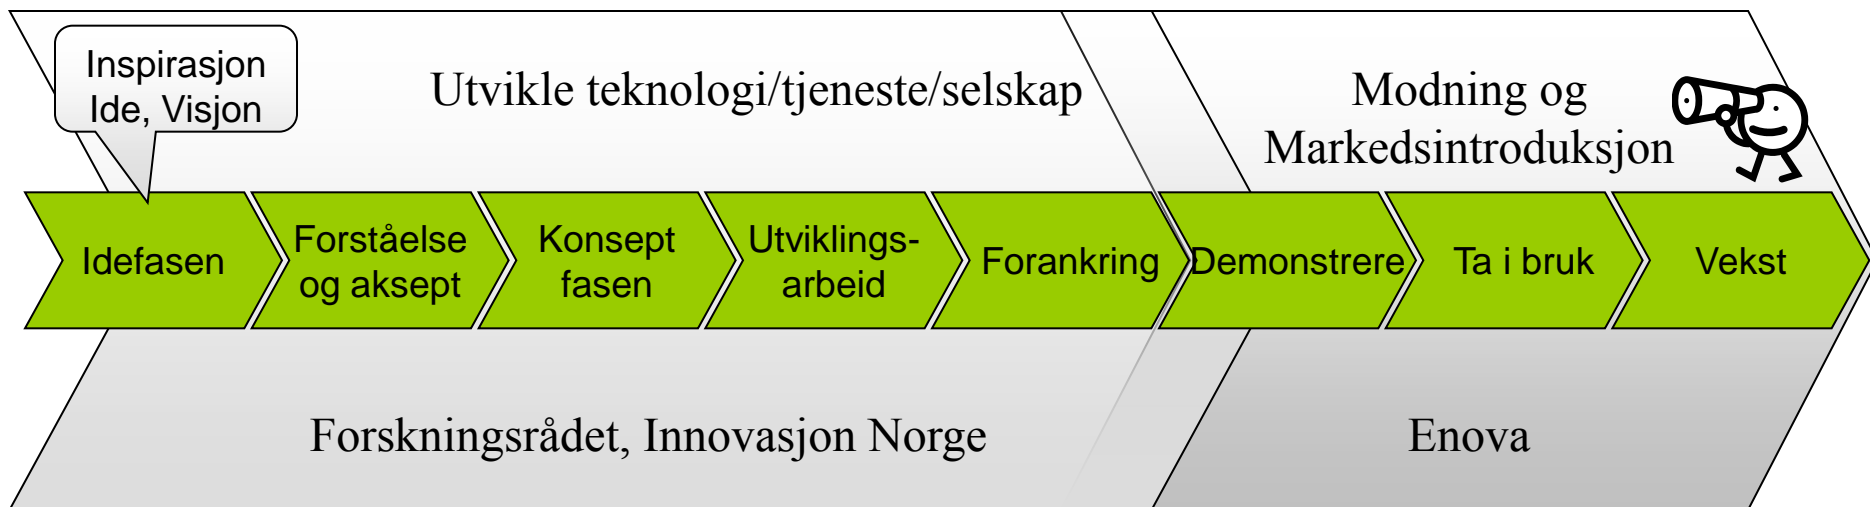 Inspirasjon
Ide, Visjon
Utvikle teknologi/tjeneste/selskap
Modning og
Markedsintroduksjon
Idefasen
Forståelse
og aksept
Konsept
fasen
Utviklings-
arbeid
Forankring
Demonstrere
Ta i bruk
Vekst
Forskningsrådet, Innovasjon Norge
Enova